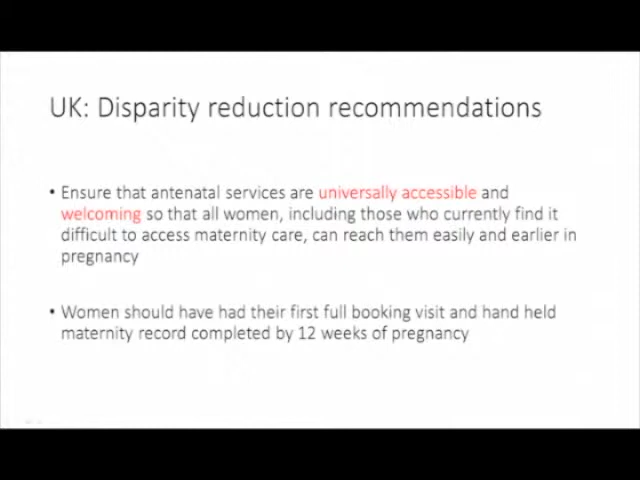 UK: Disparity reduction recommendations
• Ensure that antenatal services are universally accessible and
welcoming so that all women, including those who currently find it
difficult to access maternity care, can reach them easily and earlier in
pregnancy
• Women should have had their first full booking visit and hand held
maternity record completed by 12 weeks of pregnancy